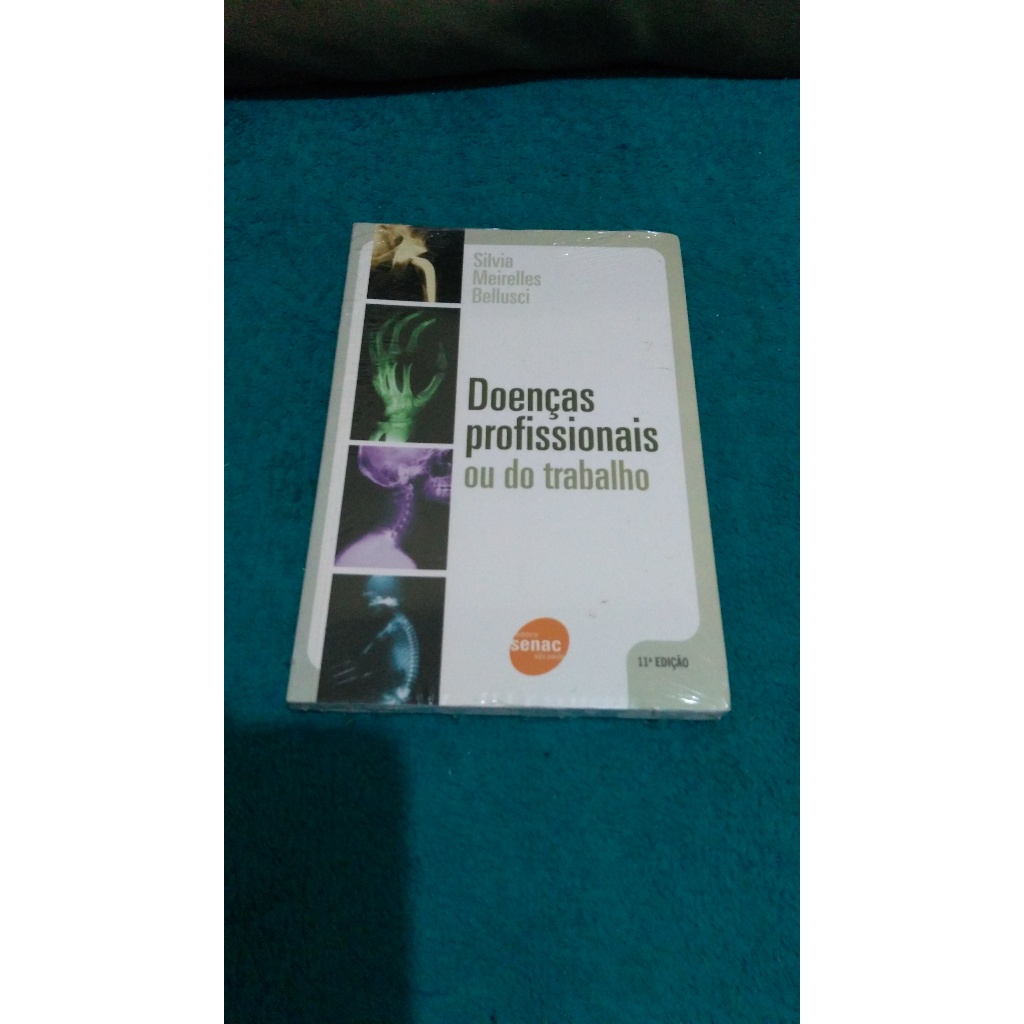 Silvia
Meirelles
Bellusci
Doenças
profissionais
ou do trabalho
senac
11ª EDIÇÃO